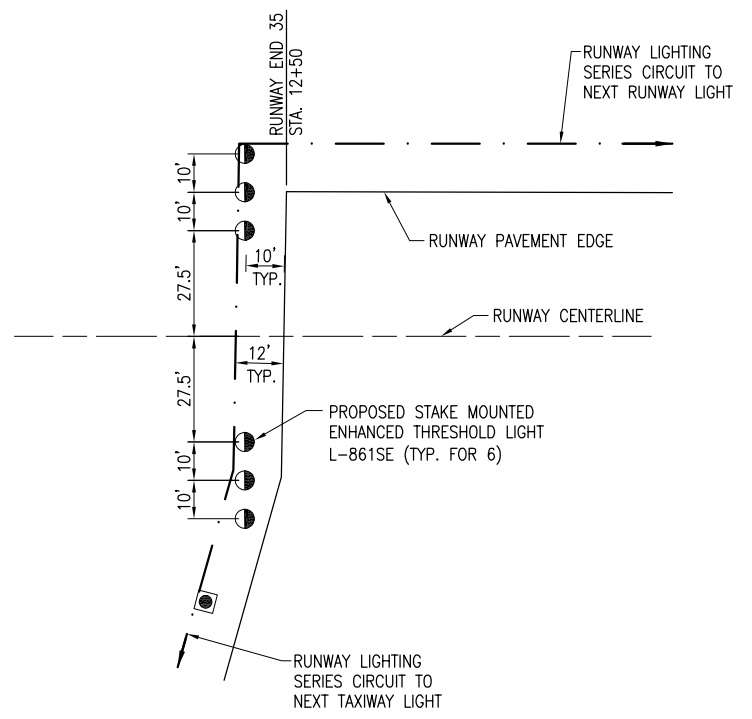 RUNWAY END 35
STA. 12+50
RUNWAY LIGHTING
SERIES CIRCUIT TO
NEXT RUNWAY LIGHT
10'
10'
27.5'
10'
TYP.
RUNWAY PAVEMENT EDGE
RUNWAY CENTERLINE
12'
TYP.
27.5'
10'
10'
PROPOSED STAKE MOUNTED
ENHANCED THRESHOLD LIGHT
L-861SE (TYP. FOR 6)
RUNWAY LIGHTING
SERIES CIRCUIT TO
NEXT TAXIWAY LIGHT